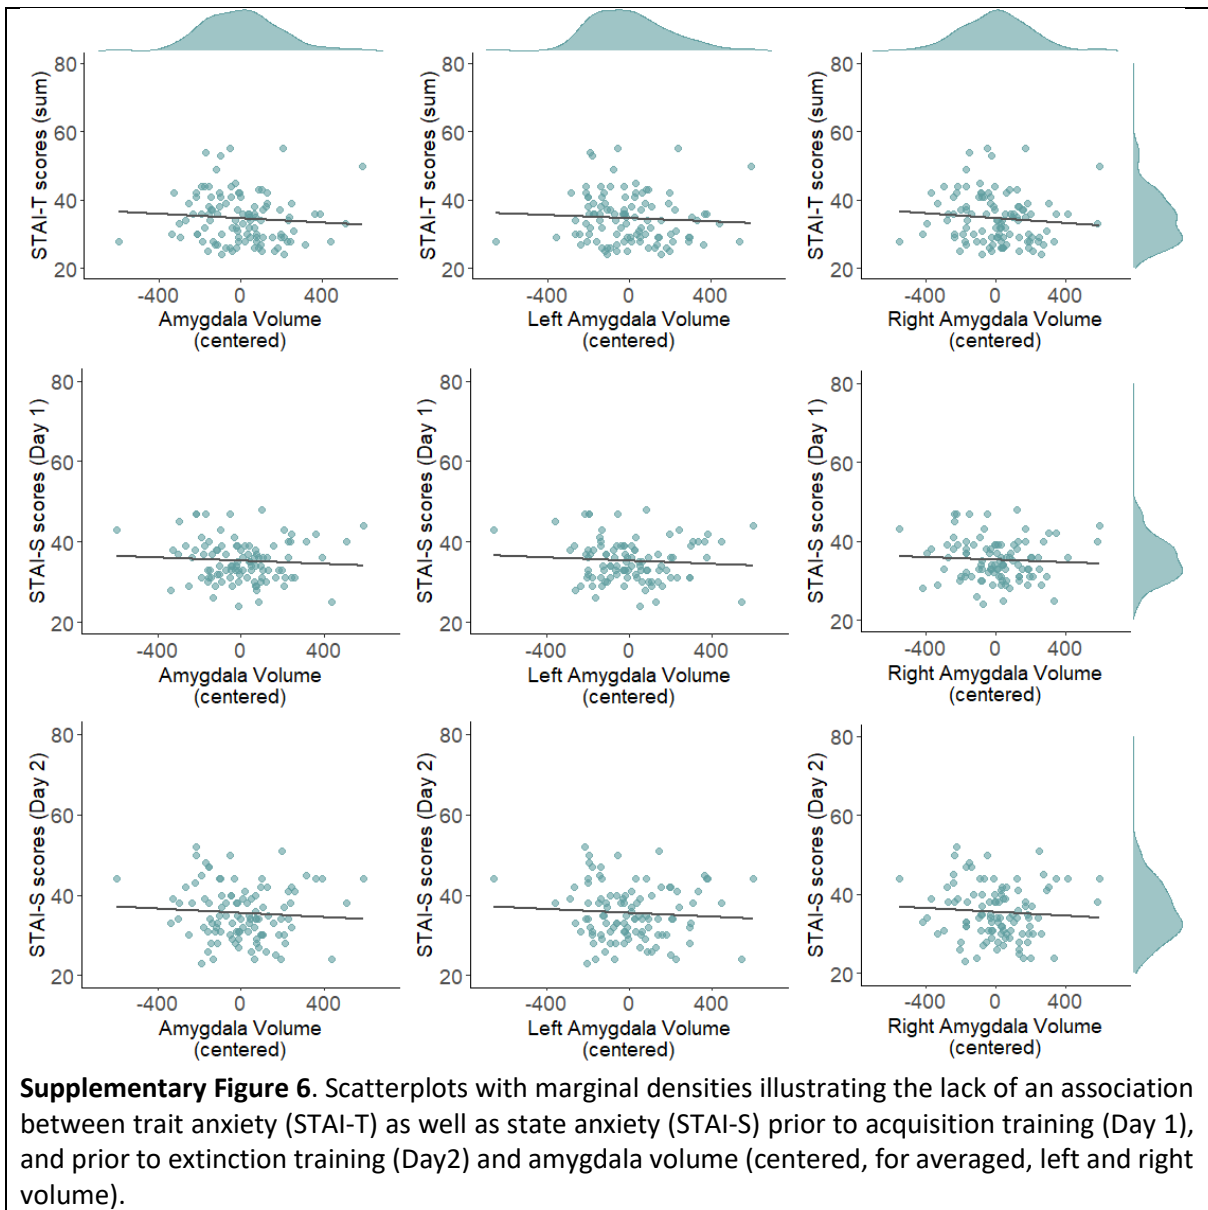 STAI-T scores (sum)
80
60
40
20
-400 0 400
Amygdala Volume
(centered)
STAI-T scores (sum)
80
60
40
20
-400 0 400
Left Amygdala Volume
(centered)
STAI-T scores (sum)
80
60
40
20
-400 0 400
Right Amygdala Volume
(centered)
STAI-S scores (Day 1)
80
60
40
20
-400 0 400
Amygdala Volume
(centered)
STAI-S scores (Day 1)
80
60
40
20
-400 0 400
Left Amygdala Volume
(centered)
STAI-S scores (Day 1)
80
60
40
20
-400 0 400
Right Amygdala Volume
(centered)
STAI-S scores (Day 2)
80
60
40
20
-400 0 400
Amygdala Volume
(centered)
STAI-S scores (Day 2)
80
60
40
20
-400 0 400
Left Amygdala Volume
(centered)
STAI-S scores (Day 2)
80
60
40
20
-400 0 400
Right Amygdala Volume
(centered)
Supplementary Figure 6. Scatterplots with marginal densities illustrating the lack of an association
between trait anxiety (STAI-T) as well as state anxiety (STAI-S) prior to acquisition training (Day 1),
and prior to extinction training (Day2) and amygdala volume (centered, for averaged, left and right
volume).